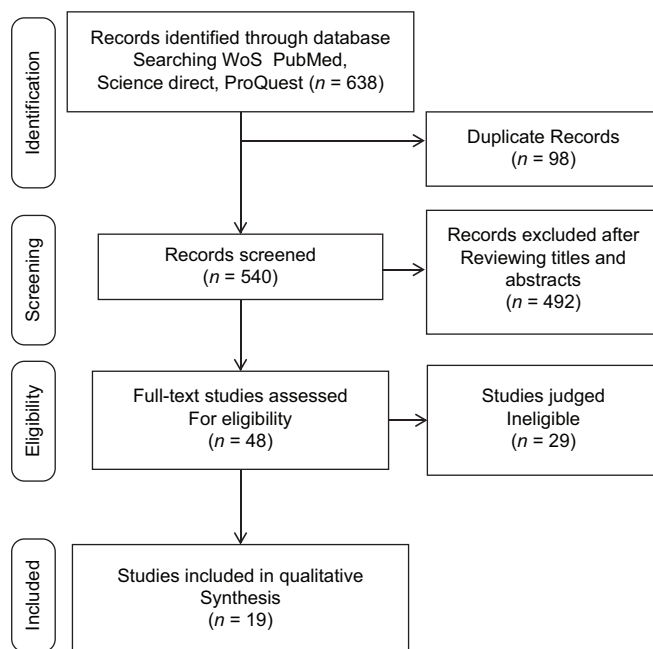 Identification
Records identified through database
Searching WoS PubMed,
Science direct, ProQuest (n = 638)
Duplicate Records
(n = 98)
Screening
Records screened
(n = 540)
Records excluded after
Reviewing titles and
abstracts
(n = 492)
Eligibility
Full-text studies assessed
For eligibility
(n = 48)
Studies judged
Ineligible
(n = 29)
Included
Studies included in qualitative
Synthesis
(n = 19)